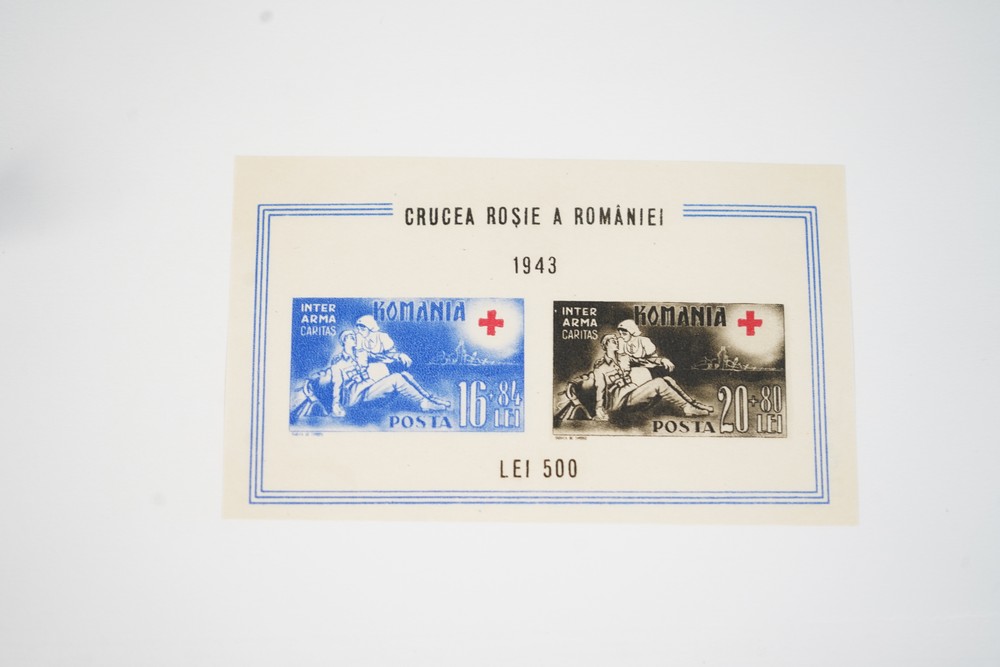 CRUCEA ROȘIE A ROMÂNIEI
1943
INTER
ARMA
CARITAS
ROMANIA
16+84
LEI
POSTA
INTER
ARMA
CARITAS
ROMANIA
20+80
LEI
POSTA
LEI 500